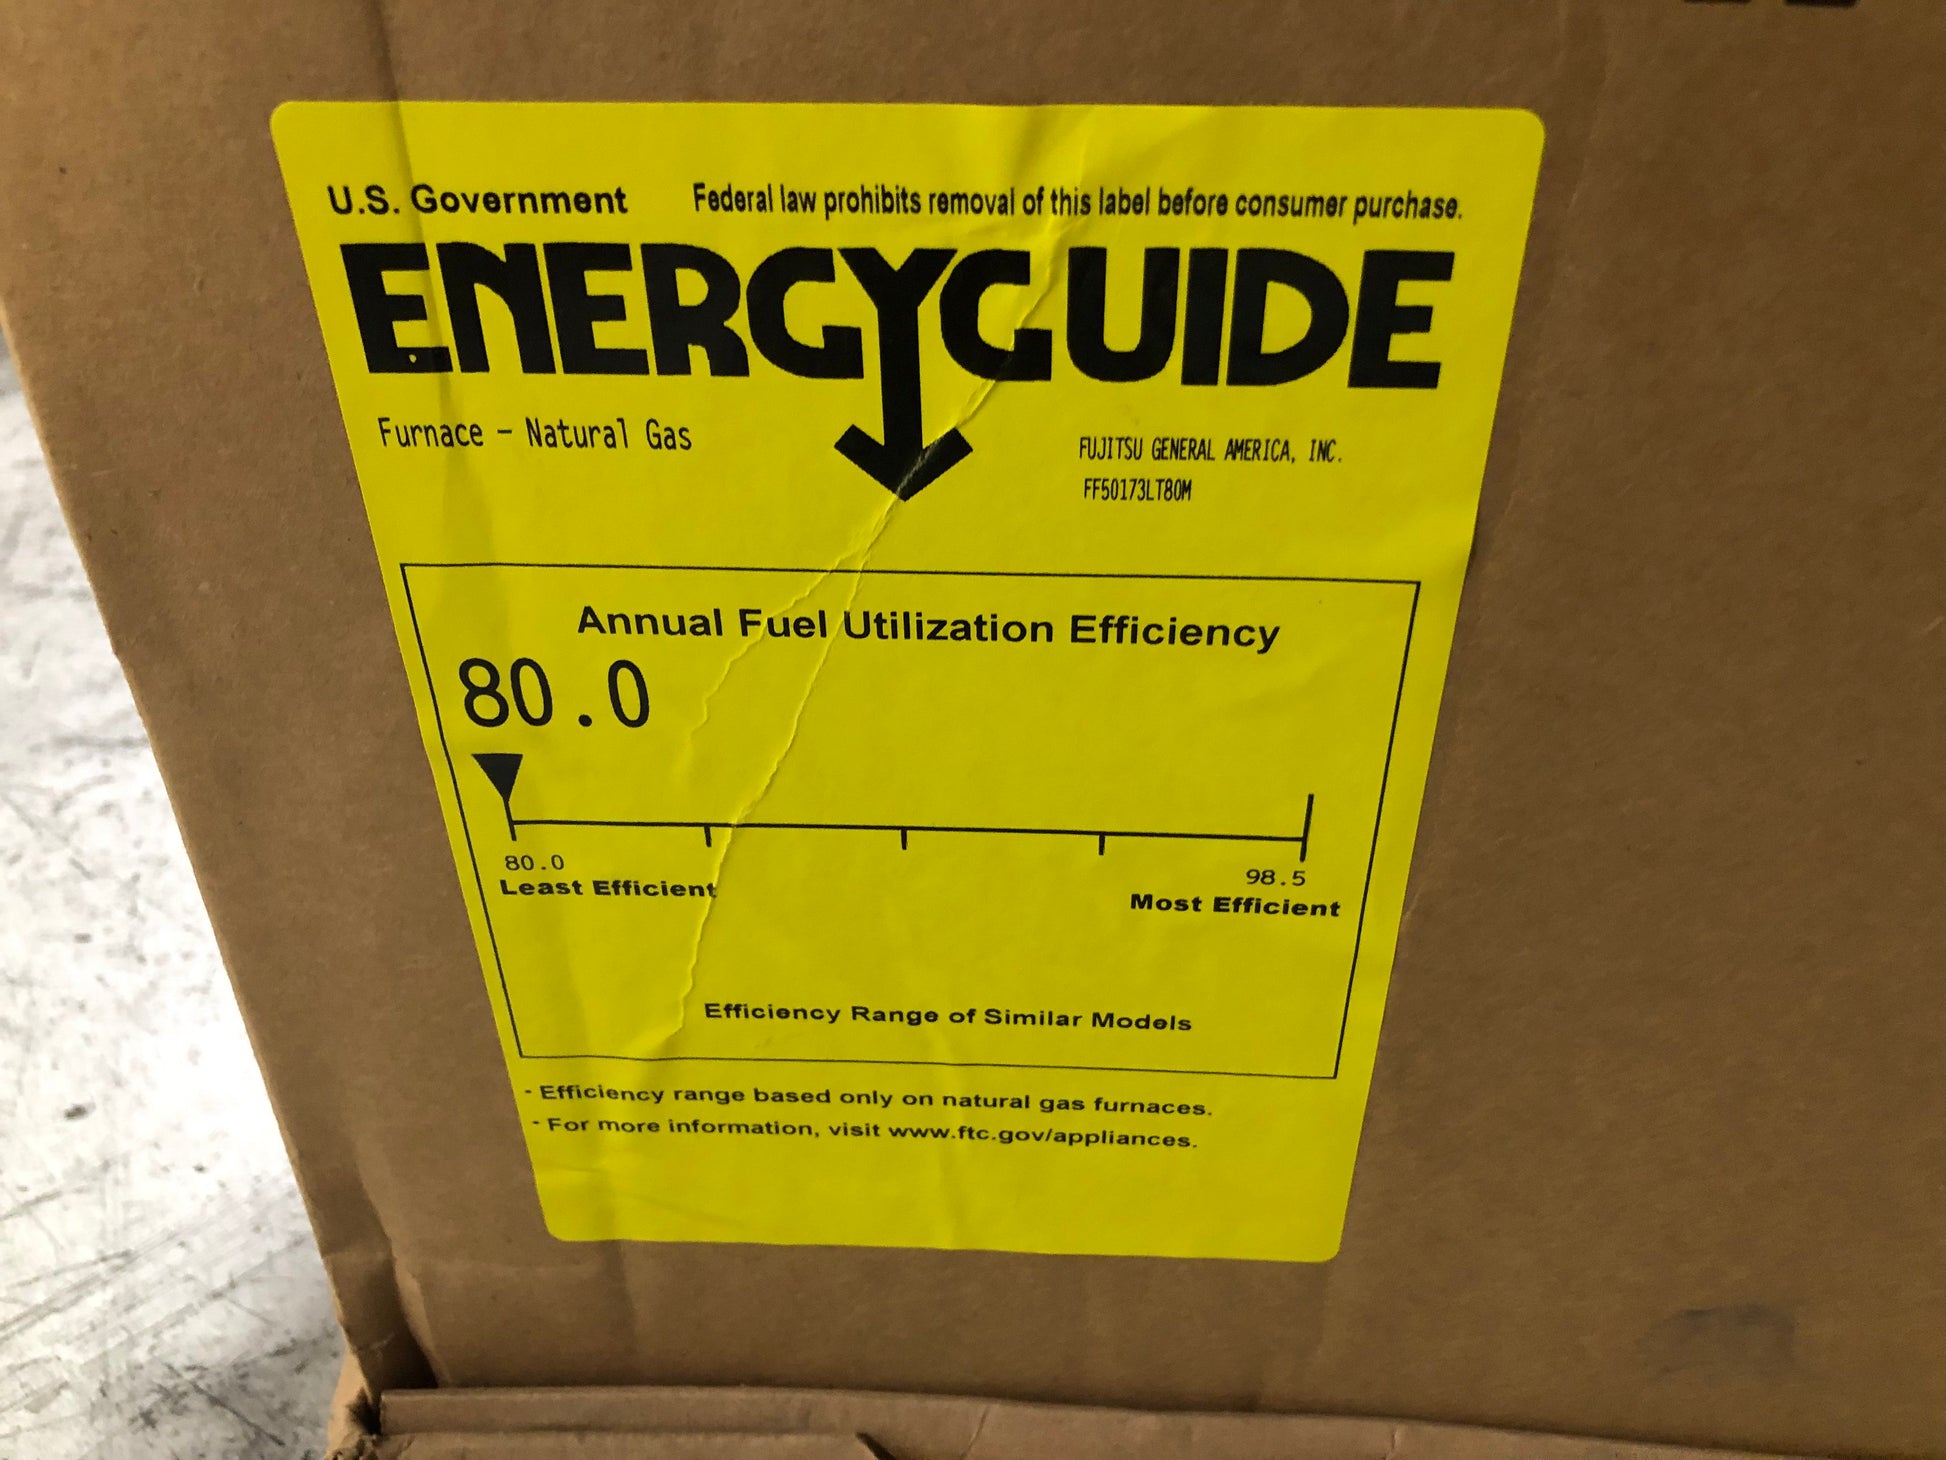 U.S. Government Federal law prohibits removal of this label before consumer purchase.
ENERGYGUIDE
Furnace - Natural Gas
FUJITSU GENERAL AMERICA, INC.
FF50173LT80M
Annual Fuel Utilization Efficiency
80.0
80.0 98.5
Least Efficient Most Efficient
Efficiency Range of Similar Models
- Efficiency range based only on natural gas furnaces.
- For more information, visit www.ftc.gov/appliances.